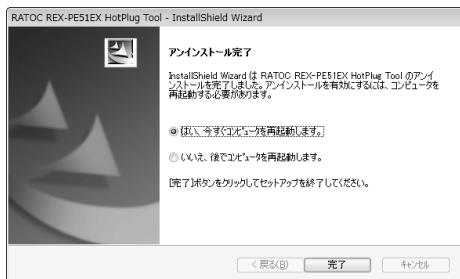 RATOC REX-PE51EX HotPlug Tool - InstallShield Wizard
アンインストール完了
InstallShield Wizard は RATOC REX-PE51EX HotPlug Tool のアンイ
ンストールを完了しました。アンインストールを有効にするには、コンピュータを
再起動する必要があります。
はい、今すぐコンピュータを再起動します。
いいえ、後でコンピュータを再起動します。
[完了]ボタンをクリックしてセットアップを終了してください。
< 戻る(B)
完了
キャンセル